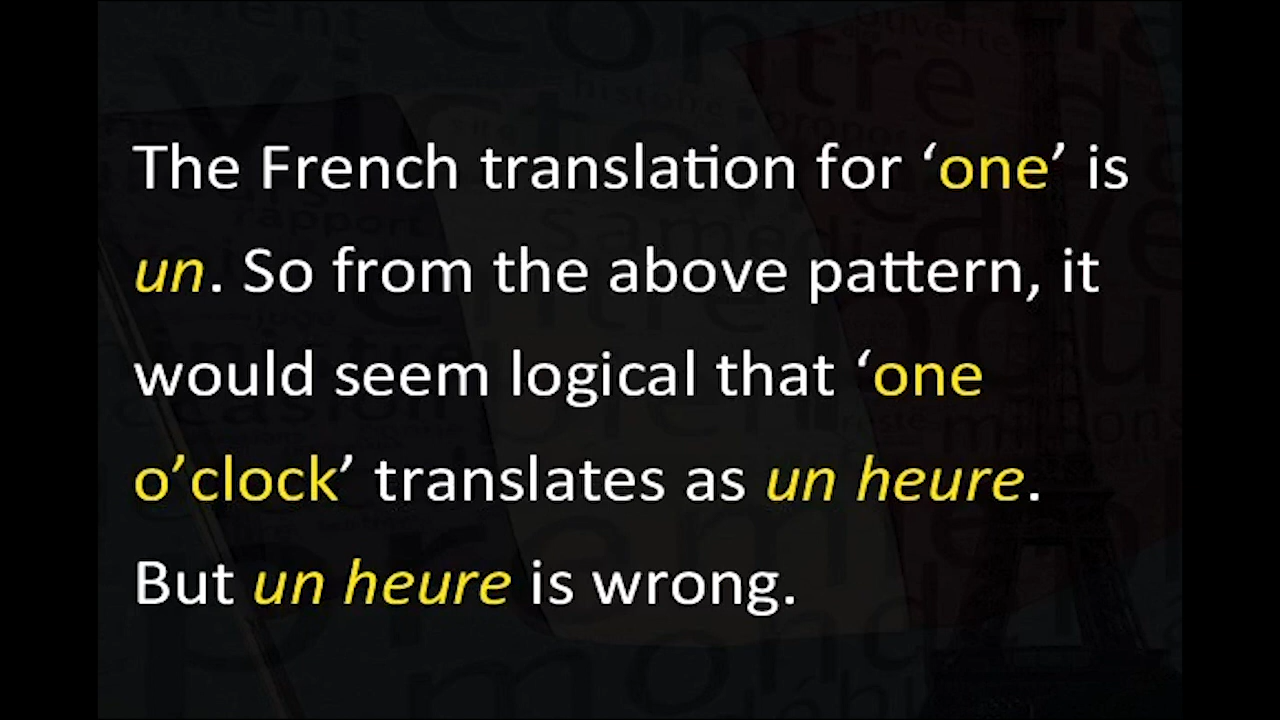 The French translation for ‘one’ is
un. So from the above pattern, it
would seem logical that ‘one
o’clock’ translates as un heure.
But un heure is wrong.